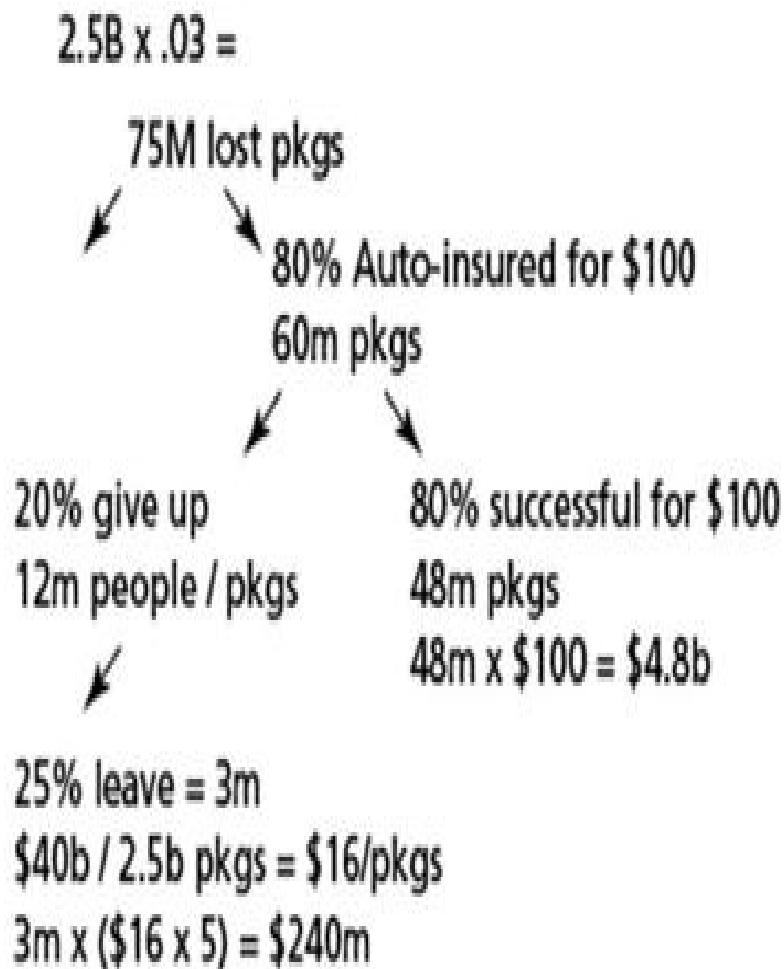 2.5B x .03 =
75M lost pkgs
80% Auto-insured for $100
60m pkgs
20% give up
12m people / pkgs
80% successful for $100
48m pkgs
48m x $100 = $4.8b
25% leave = 3m
$40b / 2.5b pkgs = $16/pkgs
3m x ($16 x 5) = $240m